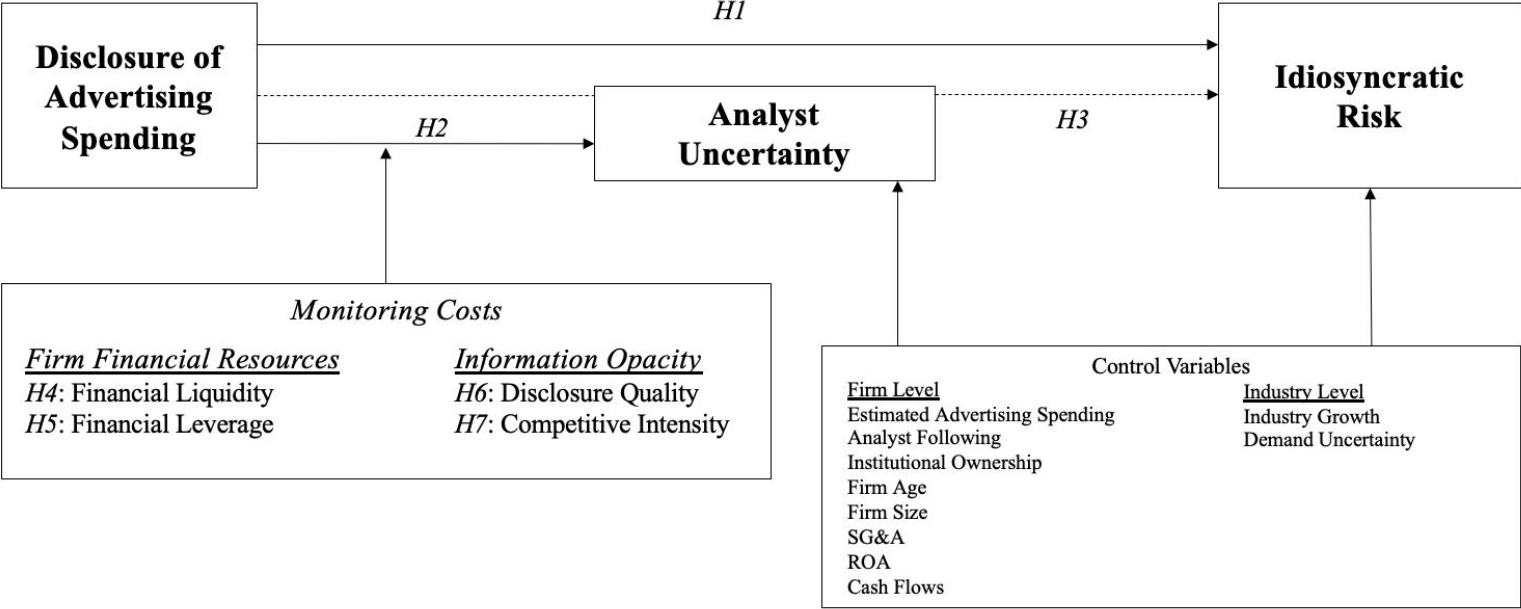 H1
Disclosure of
Advertising
Spending
Idiosyncratic
Risk
Analyst
Uncertainty
H2
H3
Monitoring Costs
Firm Financial Resources
H4: Financial Liquidity
H5: Financial Leverage
Information Opacity
H6: Disclosure Quality
H7: Competitive Intensity
Control Variables
Firm Level
Estimated Advertising Spending
Analyst Following
Institutional Ownership
Firm Age
Firm Size
SG&A
ROA
Cash Flows
Industry Level
Industry Growth
Demand Uncertainty